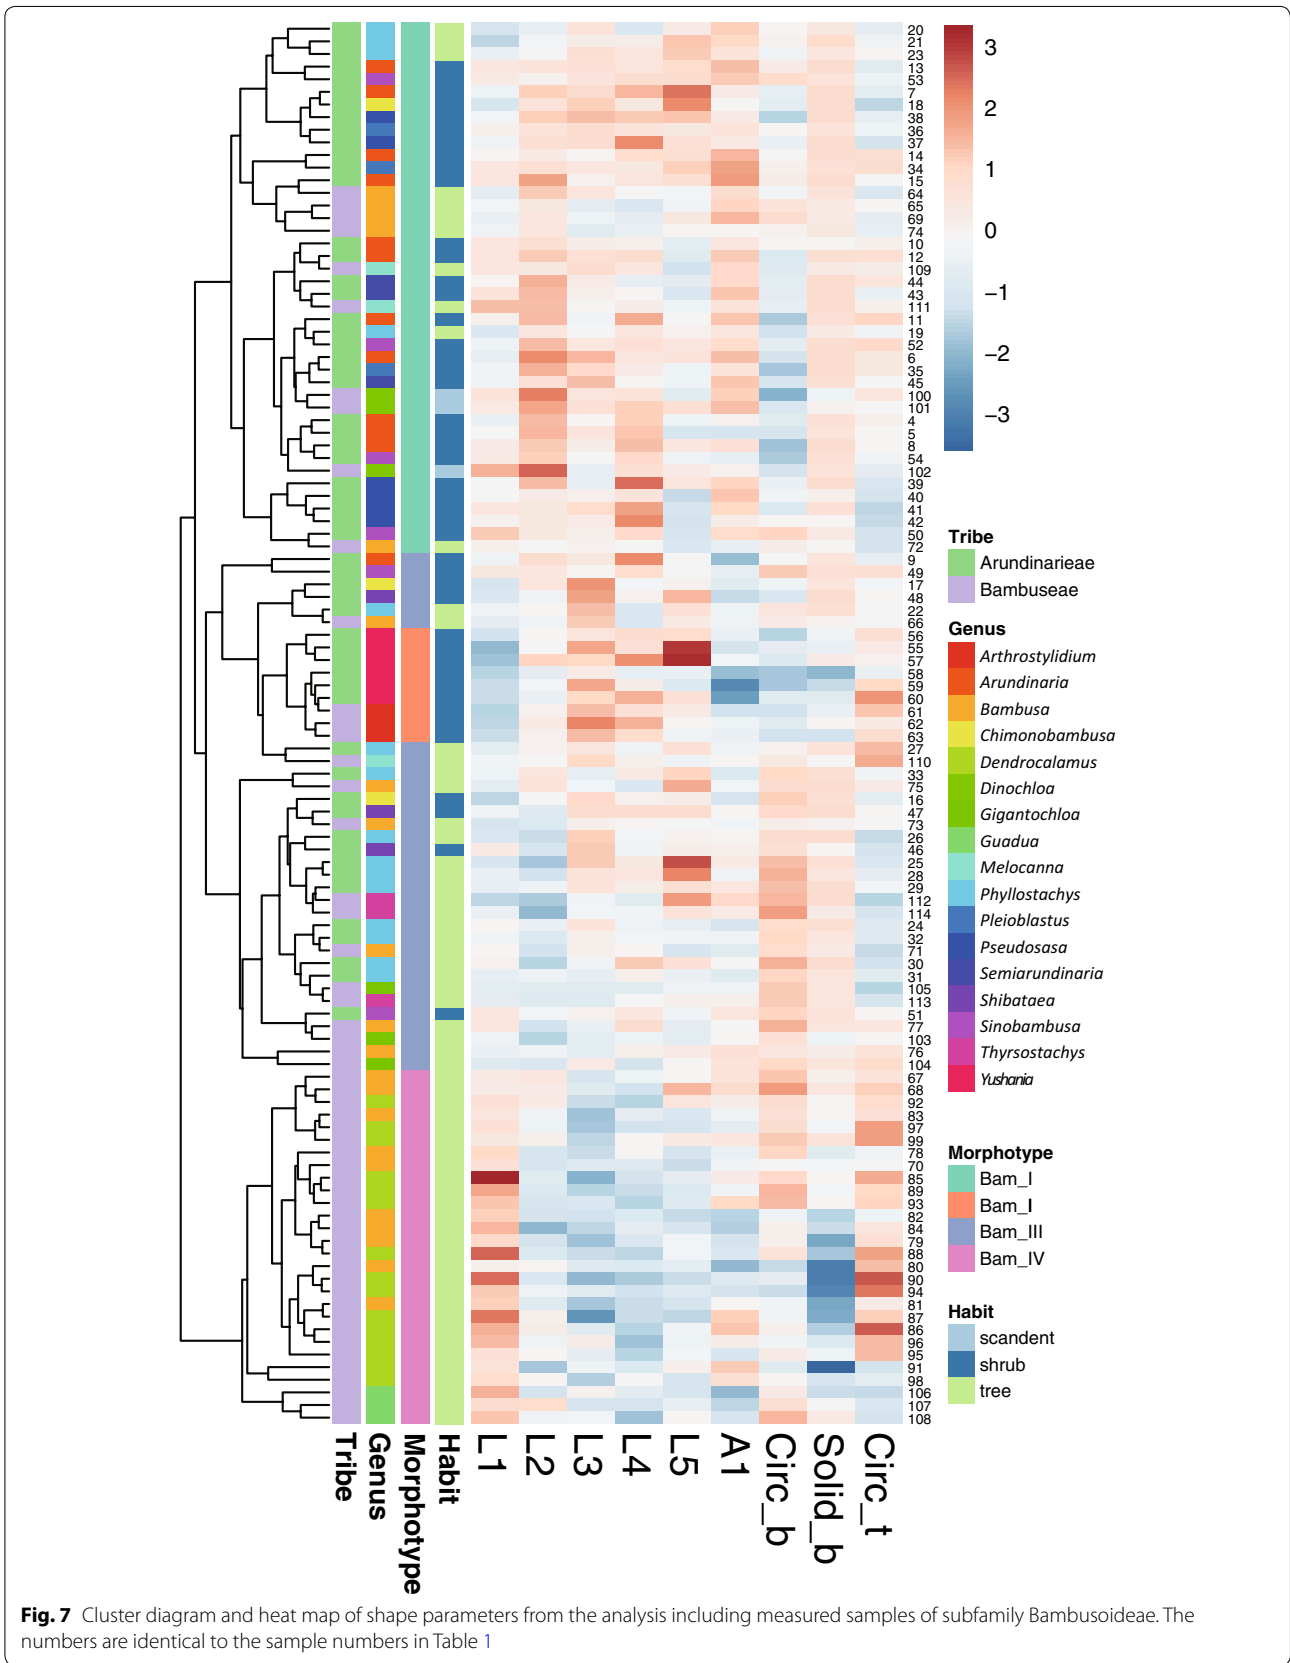 20
21
23
13
53
7
18
38
36
37
14
34
15
64
65
69
74
10
12
109
44
43
111
11
19
52
6
35
45
100
101
4
5
8
54
102
39
40
41
42
50
72
9
49
17
48
22
66
56
55
57
58
59
60
61
62
63
27
110
33
75
16
47
73
26
46
25
28
29
112
114
24
32
71
30
31
105
113
51
77
103
76
104
67
68
92
83
97
99
78
70
85
89
93
82
84
79
88
80
90
94
81
87
86
96
95
91
98
106
107
108
3
2
1
0
−1
−2
−3
Tribe
Arundinarieae
Bambuseae
Genus
Arthrostylidium
Arundinaria
Bambusa
Chimonobambusa
Dendrocalamus
Dinochloa
Gigantochloa
Guadua
Melocanna
Phyllostachys
Pleioblastus
Pseudosasa
Semiarundinaria
Shibataea
Sinobambusa
Thyrsostachys
Yushania
Morphotype
Bam_I
Bam_I
Bam_III
Bam_IV
Habit
scandent
shrub
tree
Tribe
Genus
Morphotype
Habit
L1
L2
L3
L4
L5
A1
Circ_b
Solid_b
Circ_t
Fig. 7 Cluster diagram and heat map of shape parameters from the analysis including measured samples of subfamily Bambusoideae. The
numbers are identical to the sample numbers in Table 1